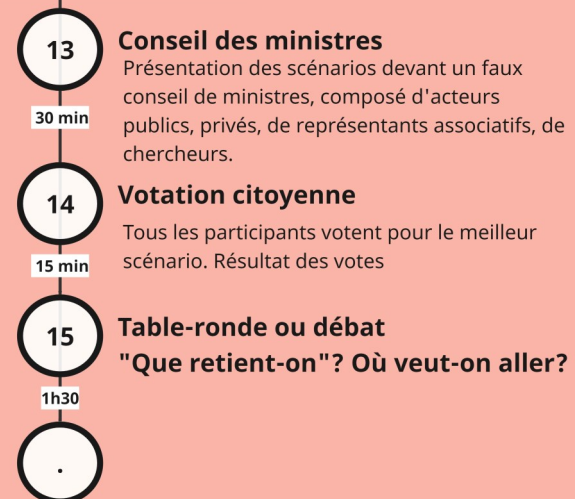 13
Conseil des ministres
Présentation des scénarios devant un faux
conseil de ministres, composé d'acteurs
publics, privés, de représentants associatifs, de
chercheurs.
30 min
14
Votation citoyenne
Tous les participants votent pour le meilleur
scénario. Résultat des votes
15 min
15
Table-ronde ou débat
"Que retient-on"? Où veut-on aller?
1h30
.